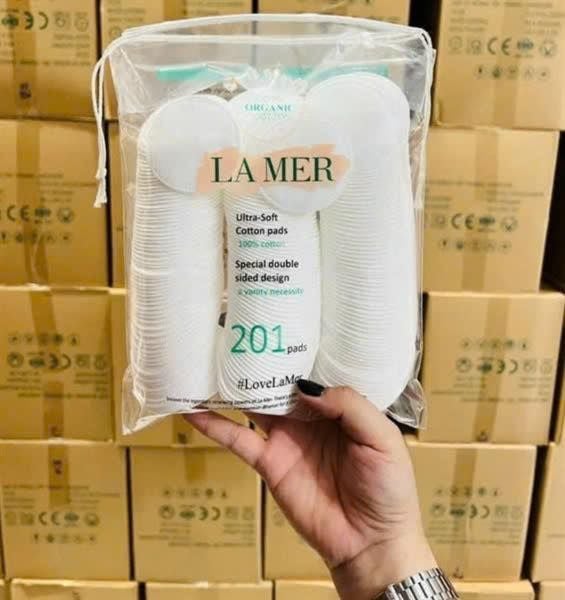 ORGANIC
LA MER
Ultra-Soft
Cotton pads
100% cotton
Special double
sided design
a vanity necessity
201 pads
#LoveLaMer